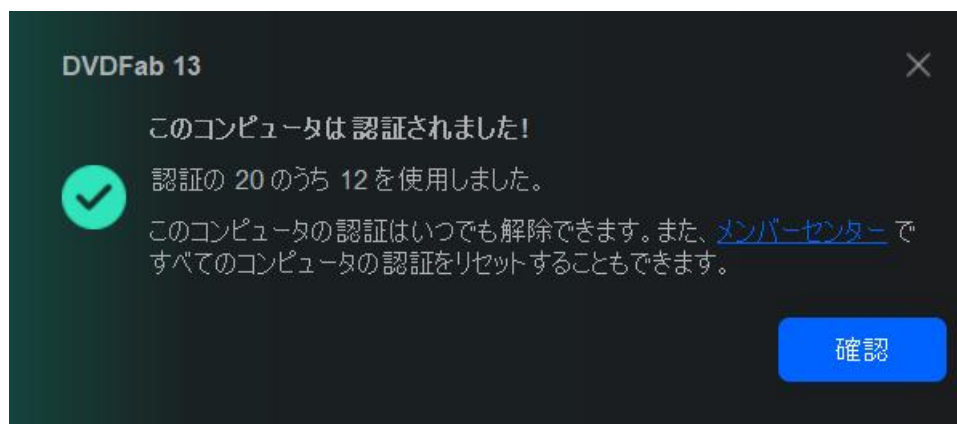 DVDFab 13
このコンピュータは 認証されました!
認証の 20 のうち 12 を使用しました。
このコンピュータの認証はいつでも解除できます。また、メンバーセンター で
すべてのコンピュータの認証をリセットすることもできます。
確認